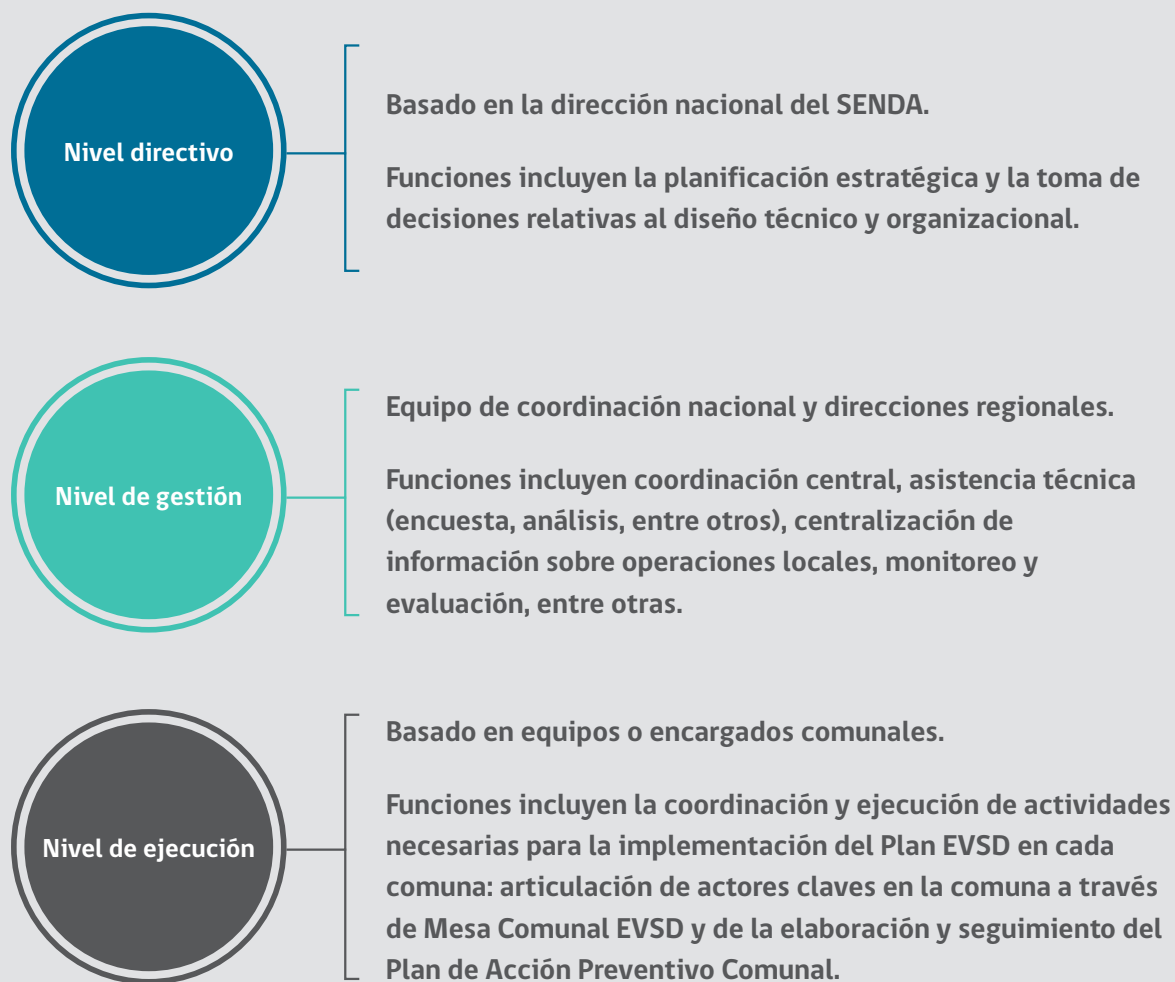 Nivel directivo
Basado en la dirección nacional del SENDA.
Funciones incluyen la planificación estratégica y la toma de
decisiones relativas al diseño técnico y organizacional.
Nivel de gestión
Equipo de coordinación nacional y direcciones regionales.
Funciones incluyen coordinación central, asistencia técnica
(encuesta, análisis, entre otros), centralización de
información sobre operaciones locales, monitoreo y
evaluación, entre otras.
Nivel de ejecución
Basado en equipos o encargados comunales.
Funciones incluyen la coordinación y ejecución de actividades
necesarias para la implementación del Plan EVSD en cada
comuna: articulación de actores claves en la comuna a través
de Mesa Comunal EVSD y de la elaboración y seguimiento del
Plan de Acción Preventivo Comunal.